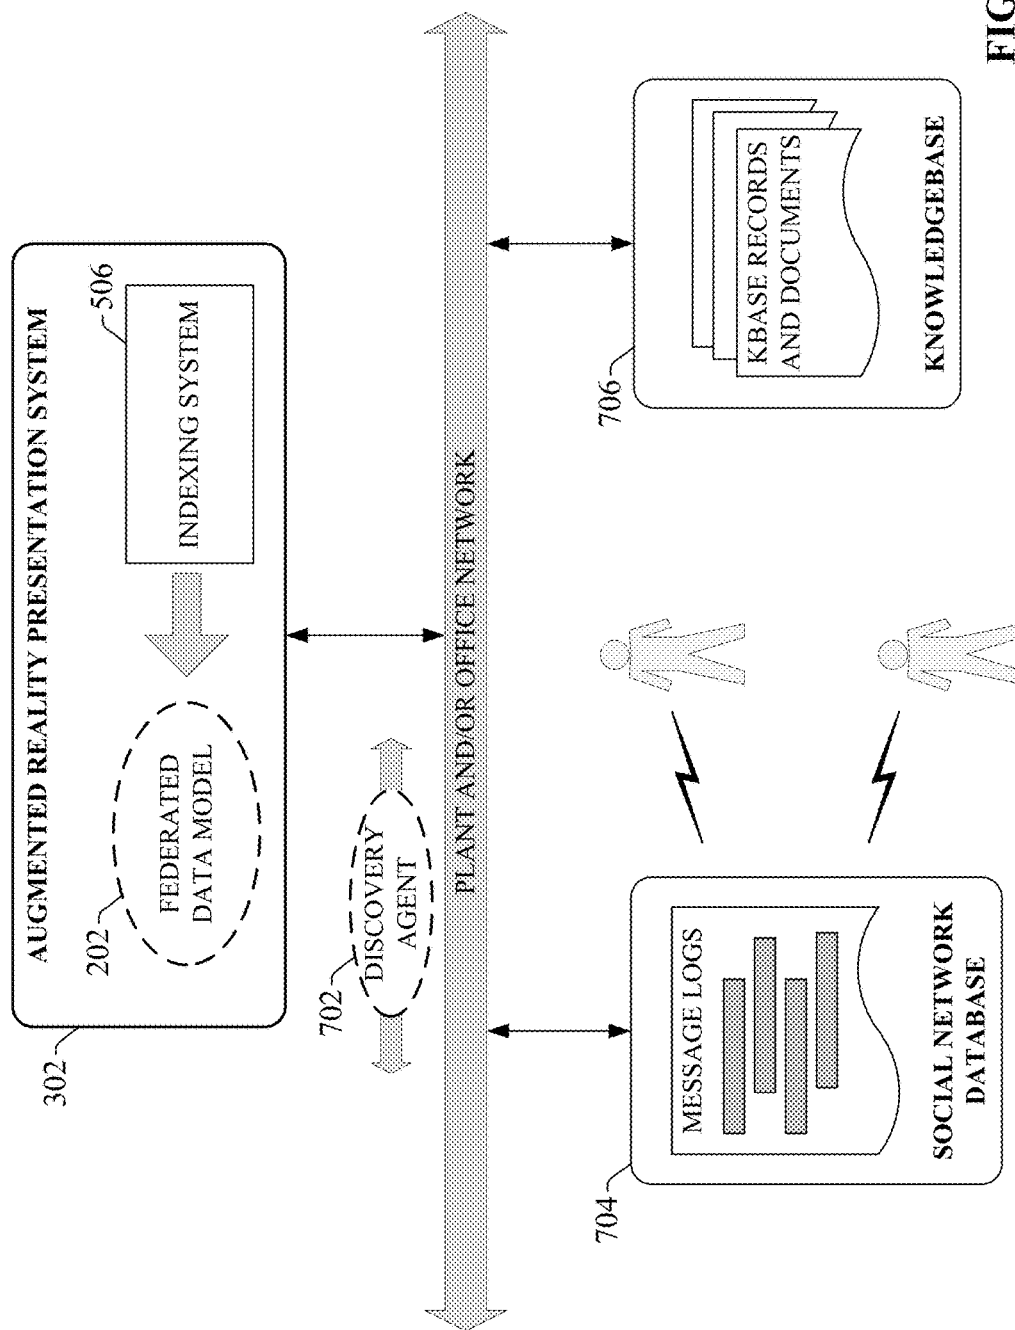 302
AUGMENTED REALITY PRESENTATION SYSTEM
202
FEDERATED
DATA MODEL
506
INDEXING SYSTEM
702
DISCOVERY
AGENT
PLANT AND/OR OFFICE NETWORK
704
MESSAGE LOGS
SOCIAL NETWORK
DATABASE
706
KBASE RECORDS
AND DOCUMENTS
KNOWLEDGEBASE
FIG